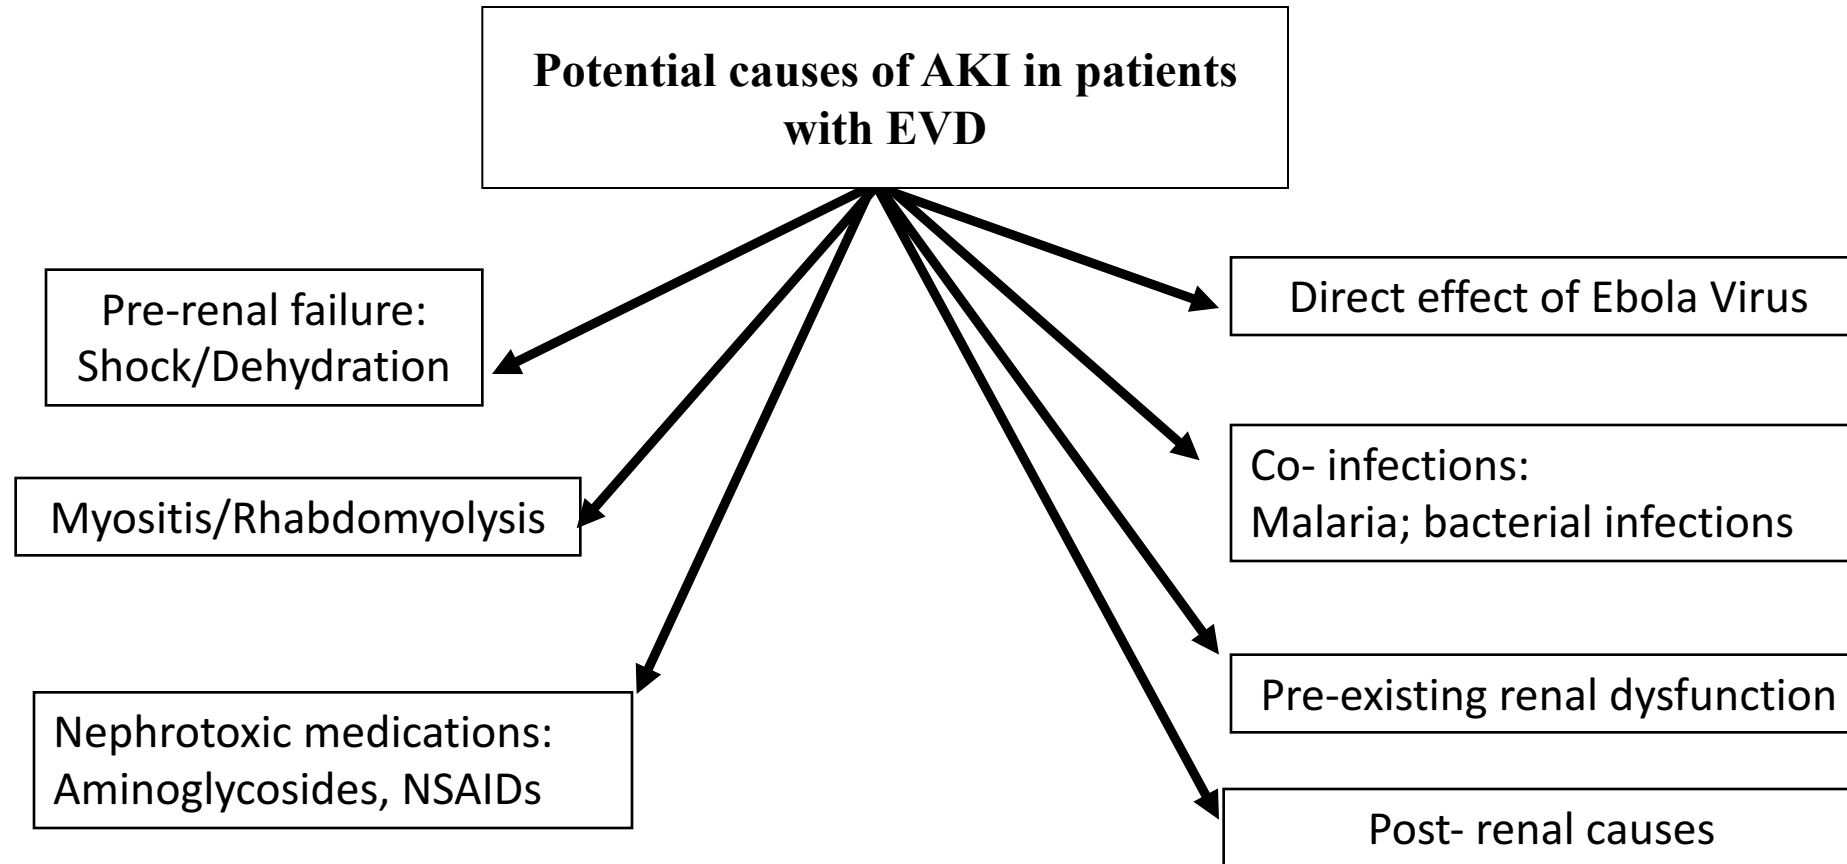 Potential causes of AKI in patients
with EVD
Pre-renal failure:
Shock/Dehydration
Myositis/Rhabdomyolysis
Nephrotoxic medications:
Aminoglycosides, NSAIDs
Direct effect of Ebola Virus
Co- infections:
Malaria; bacterial infections
Pre-existing renal dysfunction
Post- renal causes